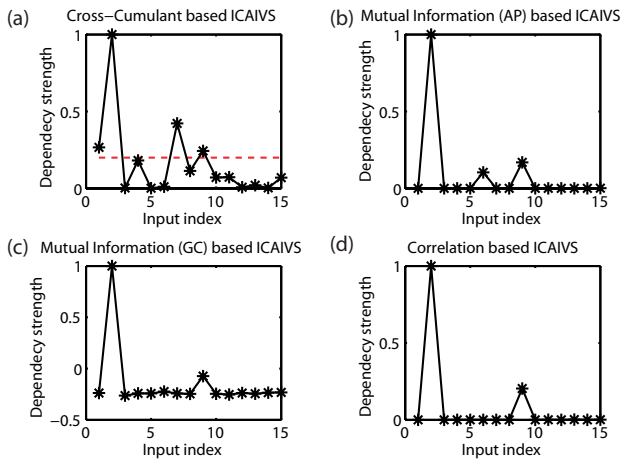 (a)
Cross−Cumulant based ICAIVS
Dependecy strength
1
0.5
0
0
5
10
15
Input index
(b)
Mutual Information (AP) based ICAIVS
Dependecy strength
1
0.5
0
0
5
10
15
Input index
(c)
Mutual Information (GC) based ICAIVS
Dependecy strength
1
0.5
0
−0.5
0
5
10
15
Input index
(d)
Correlation based ICAIVS
Dependecy strength
1
0.5
0
0
5
10
15
Input index